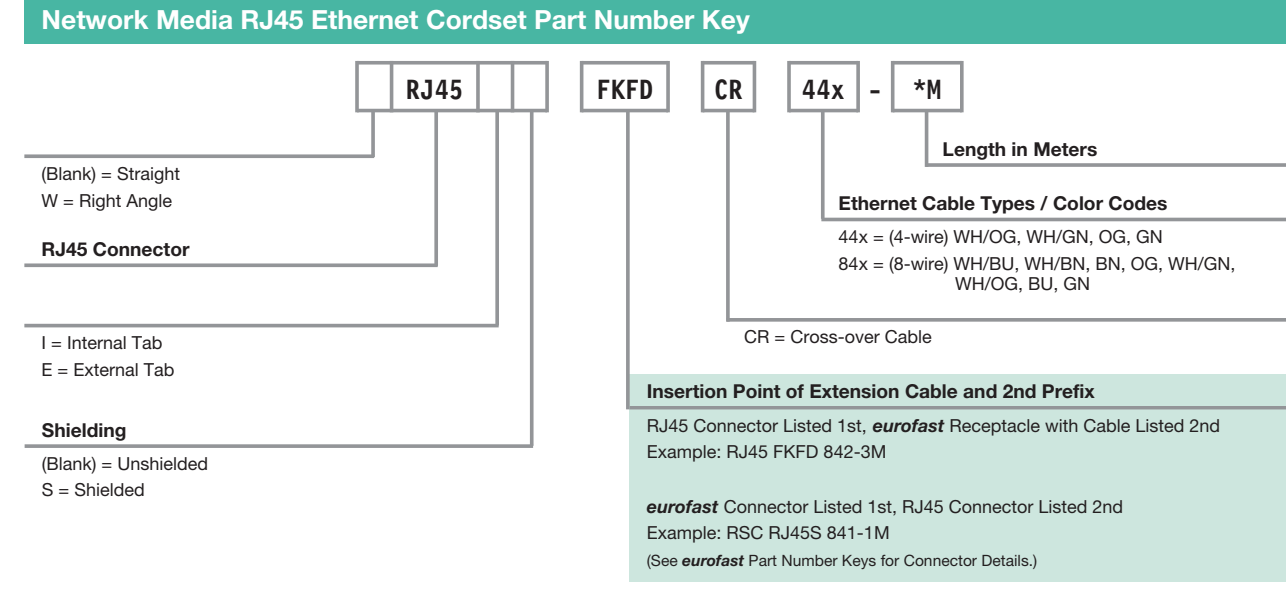 Network Media RJ45 Ethernet Cordset Part Number Key
RJ45 FKFD CR 44x - *M
Length in Meters
(Blank) = Straight
W = Right Angle
Ethernet Cable Types / Color Codes
44x = (4-wire) WH/OG, WH/GN, OG, GN
84x = (8-wire) WH/BU, WH/BN, BN, OG, WH/GN,
WH/OG, BU, GN
RJ45 Connector
CR = Cross-over Cable
I = Internal Tab
E = External Tab
Insertion Point of Extension Cable and 2nd Prefix
RJ45 Connector Listed 1st, eurofast Receptacle with Cable Listed 2nd
Example: RJ45 FKFD 842-3M
eurofast Connector Listed 1st, RJ45 Connector Listed 2nd
Example: RSC RJ45S 841-1M
(See eurofast Part Number Keys for Connector Details.)
Shielding
(Blank) = Unshielded
S = Shielded